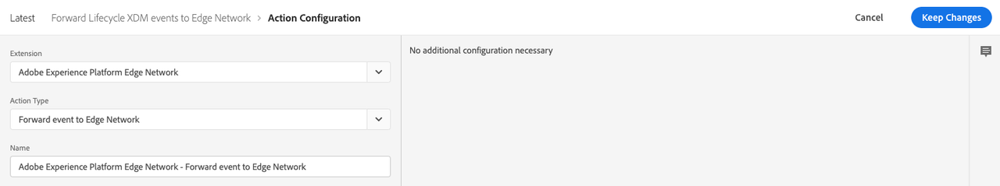 Latest Forward Lifecycle XDM events to Edge Network > Action Configuration Cancel Keep Changes
Extension
Adobe Experience Platform Edge Network
Action Type
Forward event to Edge Network
Name
Adobe Experience Platform Edge Network - Forward event to Edge Network
No additional configuration necessary